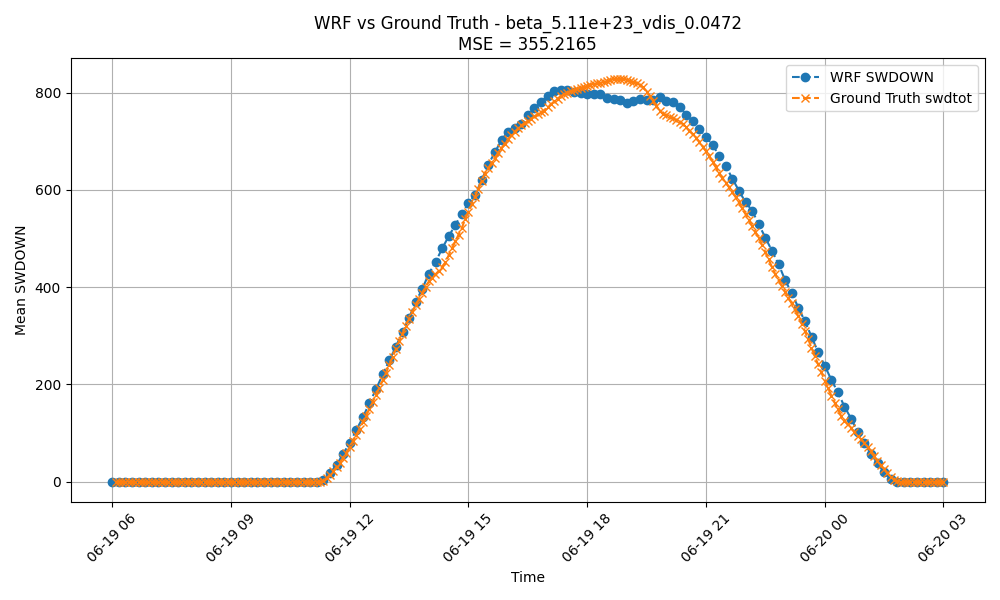 WRF vs Ground Truth - beta_5.11e+23_vdis_0.0472
MSE = 355.2165
WRF SWDOWN
Ground Truth swdtot
Mean SWDOWN
800
600
400
200
0
06-19 06
06-19 09
06-19 12
06-19 15
06-19 18
06-19 21
06-20 00
06-20 03
Time